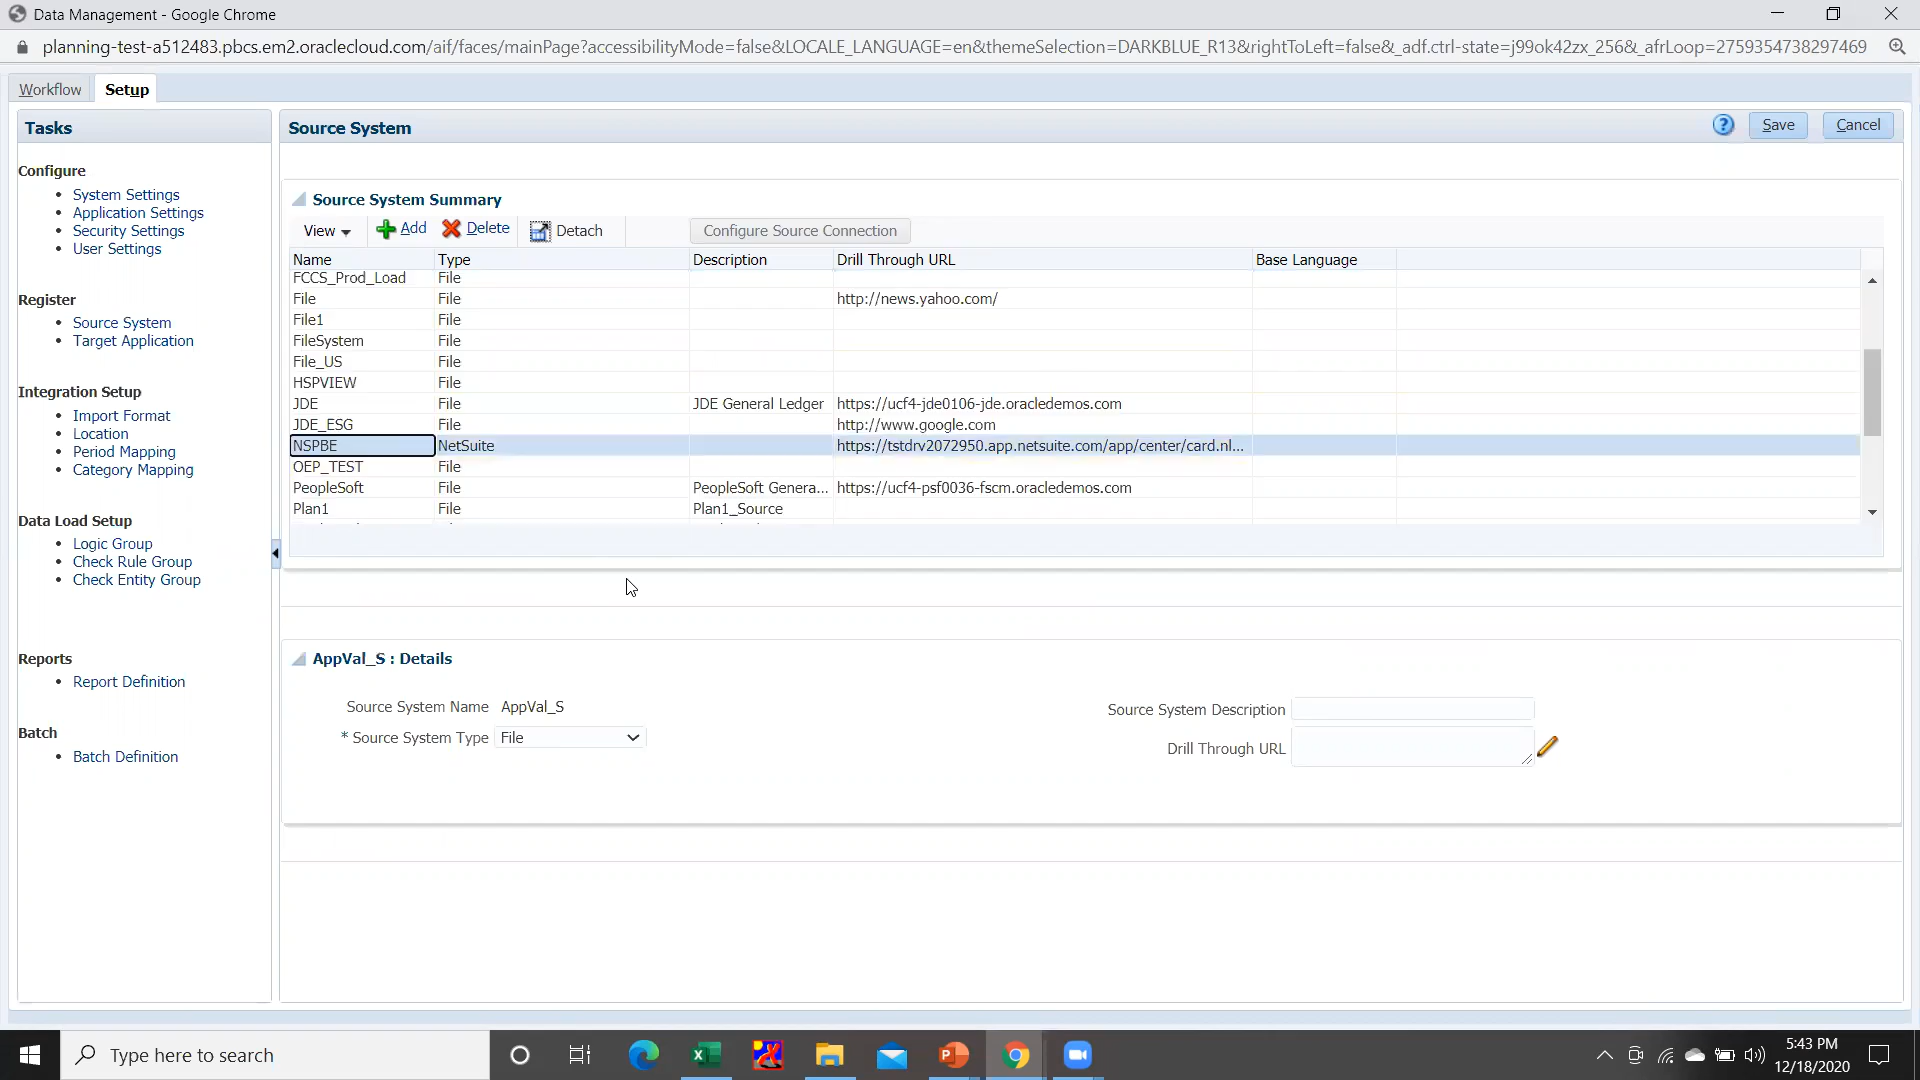 Data Management - Google Chrome
planning-test-a512483.pbcs.em2.oraclecloud.com/aif/faces/mainPage?accessibilityMode=false&LOCALE_LANGUAGE=en&themeSelection=DARKBLUE_R13&rightToLeft=false&_adf.ctrl-state=j99ok42zx_256&_afrLoop=2759354738297469
Workflow Setup
Tasks
Configure
System Settings
Application Settings
Security Settings
User Settings
Register
Source System
Target Application
Integration Setup
Import Format
Location
Period Mapping
Category Mapping
Data Load Setup
Logic Group
Check Rule Group
Check Entity Group
Reports
Report Definition
Batch
Batch Definition
Source System ? Save Cancel
Source System Summary
View Add Delete Detach Configure Source Connection
Name Type Description Drill Through URL Base Language
FCCS_Prod_Load File
File File http://news.yahoo.com/
File1 File
FileSystem File
File_US File
HSPVIEW File
JDE File JDE General Ledger https://ucf4-jde0106-jde.oracledemos.com
JDE_ESG File http://www.google.com
NSPBE NetSuite https://tstdrv2072950.app.netsuite.com/app/center/card.nl...
OEP_TEST File
PeopleSoft File PeopleSoft Genera... https://ucf4-psf0036-fscm.oracledemos.com
Plan1 File Plan1_Source
AppVal_S : Details
Source System Name AppVal_S
* Source System Type File
Source System Description
Drill Through URL
Type here to search
5:43 PM
12/18/2020